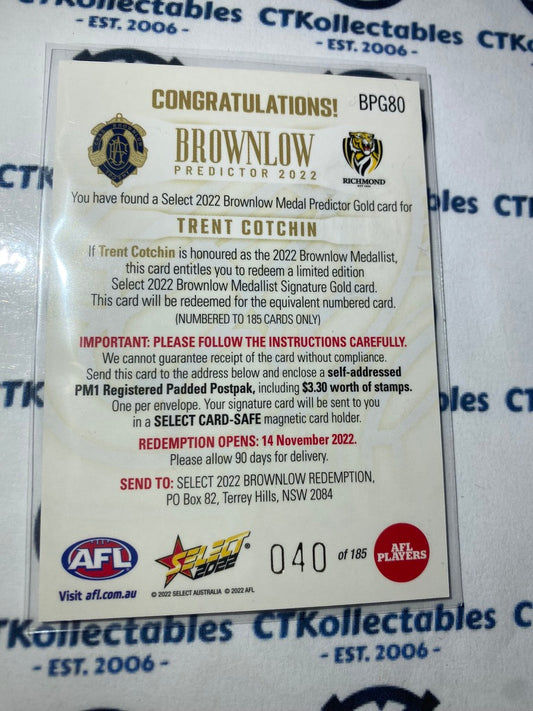 CTKollectables
- EST. 2006 -
CTKollectables
- EST. 2006 -
CTK
CONGRATULATIONS!
BPG80
BROWNLOW
PREDICTOR 2022
RICHMOND
You have found a Select 2022 Brownlow Medal Predictor Gold card for
TRENT COTCHIN
If Trent Cotchin is honoured as the 2022 Brownlow Medallist,
this card entitles you to redeem a limited edition
Select 2022 Brownlow Medallist Signature Gold card.
This card will be redeemed for the equivalent numbered card.
(NUMBERED TO 185 CARDS ONLY)
IMPORTANT: PLEASE FOLLOW THE INSTRUCTIONS CAREFULLY.
We cannot guarantee receipt of the card without compliance.
Send this card to the address below and enclose a self-addressed
PM1 Registered Padded Postpak, including $3.30 worth of stamps.
One per envelope. Your signature card will be sent to you
in a SELECT CARD-SAFE magnetic card holder.
REDEMPTION OPENS: 14 November 2022.
Please allow 90 days for delivery.
SEND TO: SELECT 2022 BROWNLOW REDEMPTION,
PO Box 82, Terrey Hills, NSW 2084
AFL
SELECT
2022
®
040 of 185
AFL
PLAYERS
Visit afl.com.au
© 2022 SELECT AUSTRALIA © 2022 AFL
bles CTK
06 -
bles CTK
Kollectables
- EST. 2006 -
CTKollectables
- EST. 2006 -
CTK